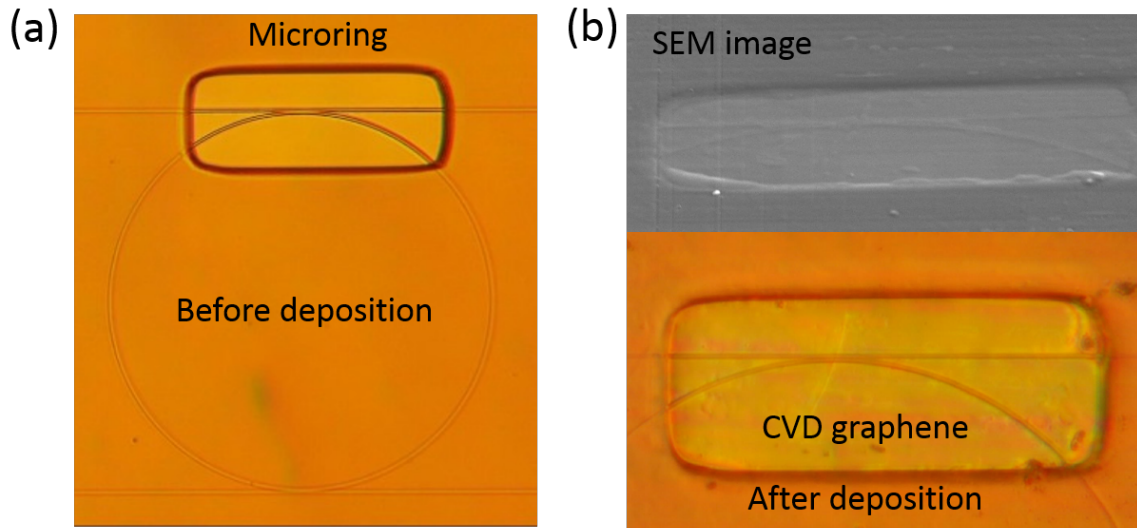 (a)
Microring
Before deposition
(b)
SEM image
CVD graphene
After deposition